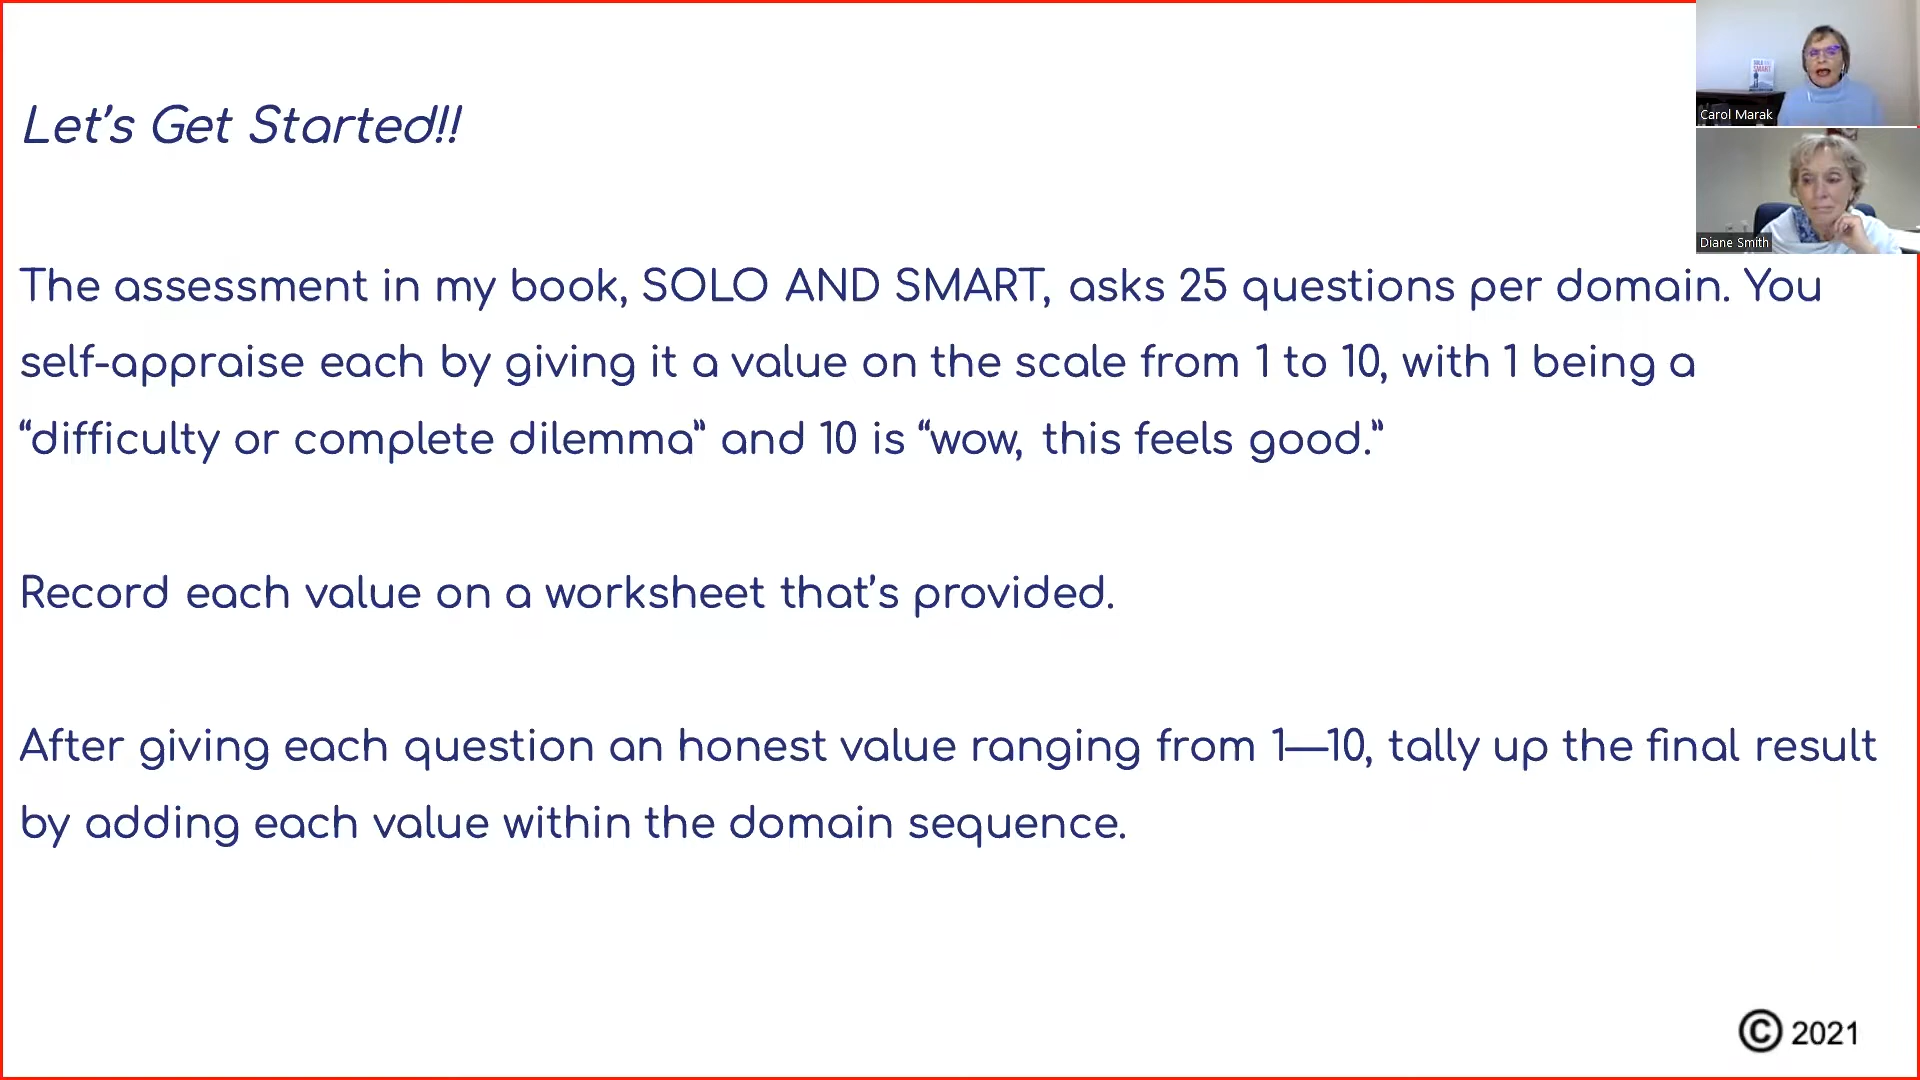 Let's Get Started!!
Carol Marak
Diane Smith
The assessment in my book, SOLO AND SMART, asks 25 questions per domain. You
self-appraise each by giving it a value on the scale from 1 to 10, with 1 being a
“difficulty or complete dilemma” and 10 is “wow, this feels good.”
Record each value on a worksheet that's provided.
After giving each question an honest value ranging from 1—10, tally up the final result
by adding each value within the domain sequence.
© 2021